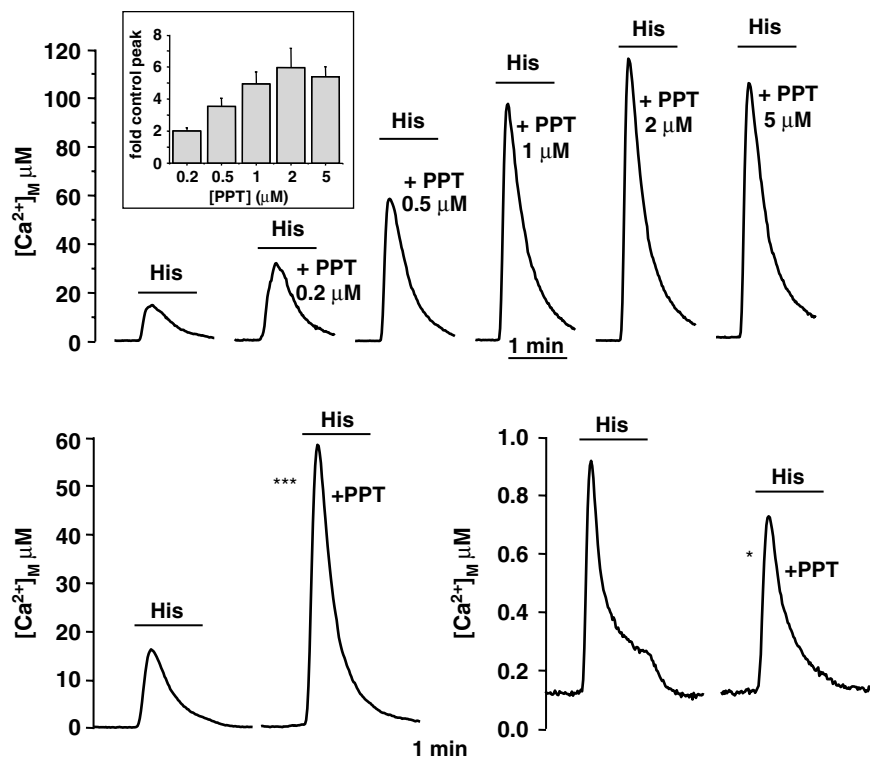 fold control peak
8
6
4
2
0
0.2 0.5 1 2 5
[PPT] (μM)
[Ca²⁺]M μM
120
100
80
60
40
20
0
His
His
+ PPT
0.2 μM
His
+ PPT
0.5 μM
His
+ PPT
1 μM
His
+ PPT
2 μM
His
+ PPT
5 μM
1 min
[Ca²⁺]M μM
60
50
40
30
20
10
0
His
His
***
+PPT
1 min
[Ca²⁺]M μM
1.0
0.8
0.6
0.4
0.2
0.0
His
His
*
+PPT